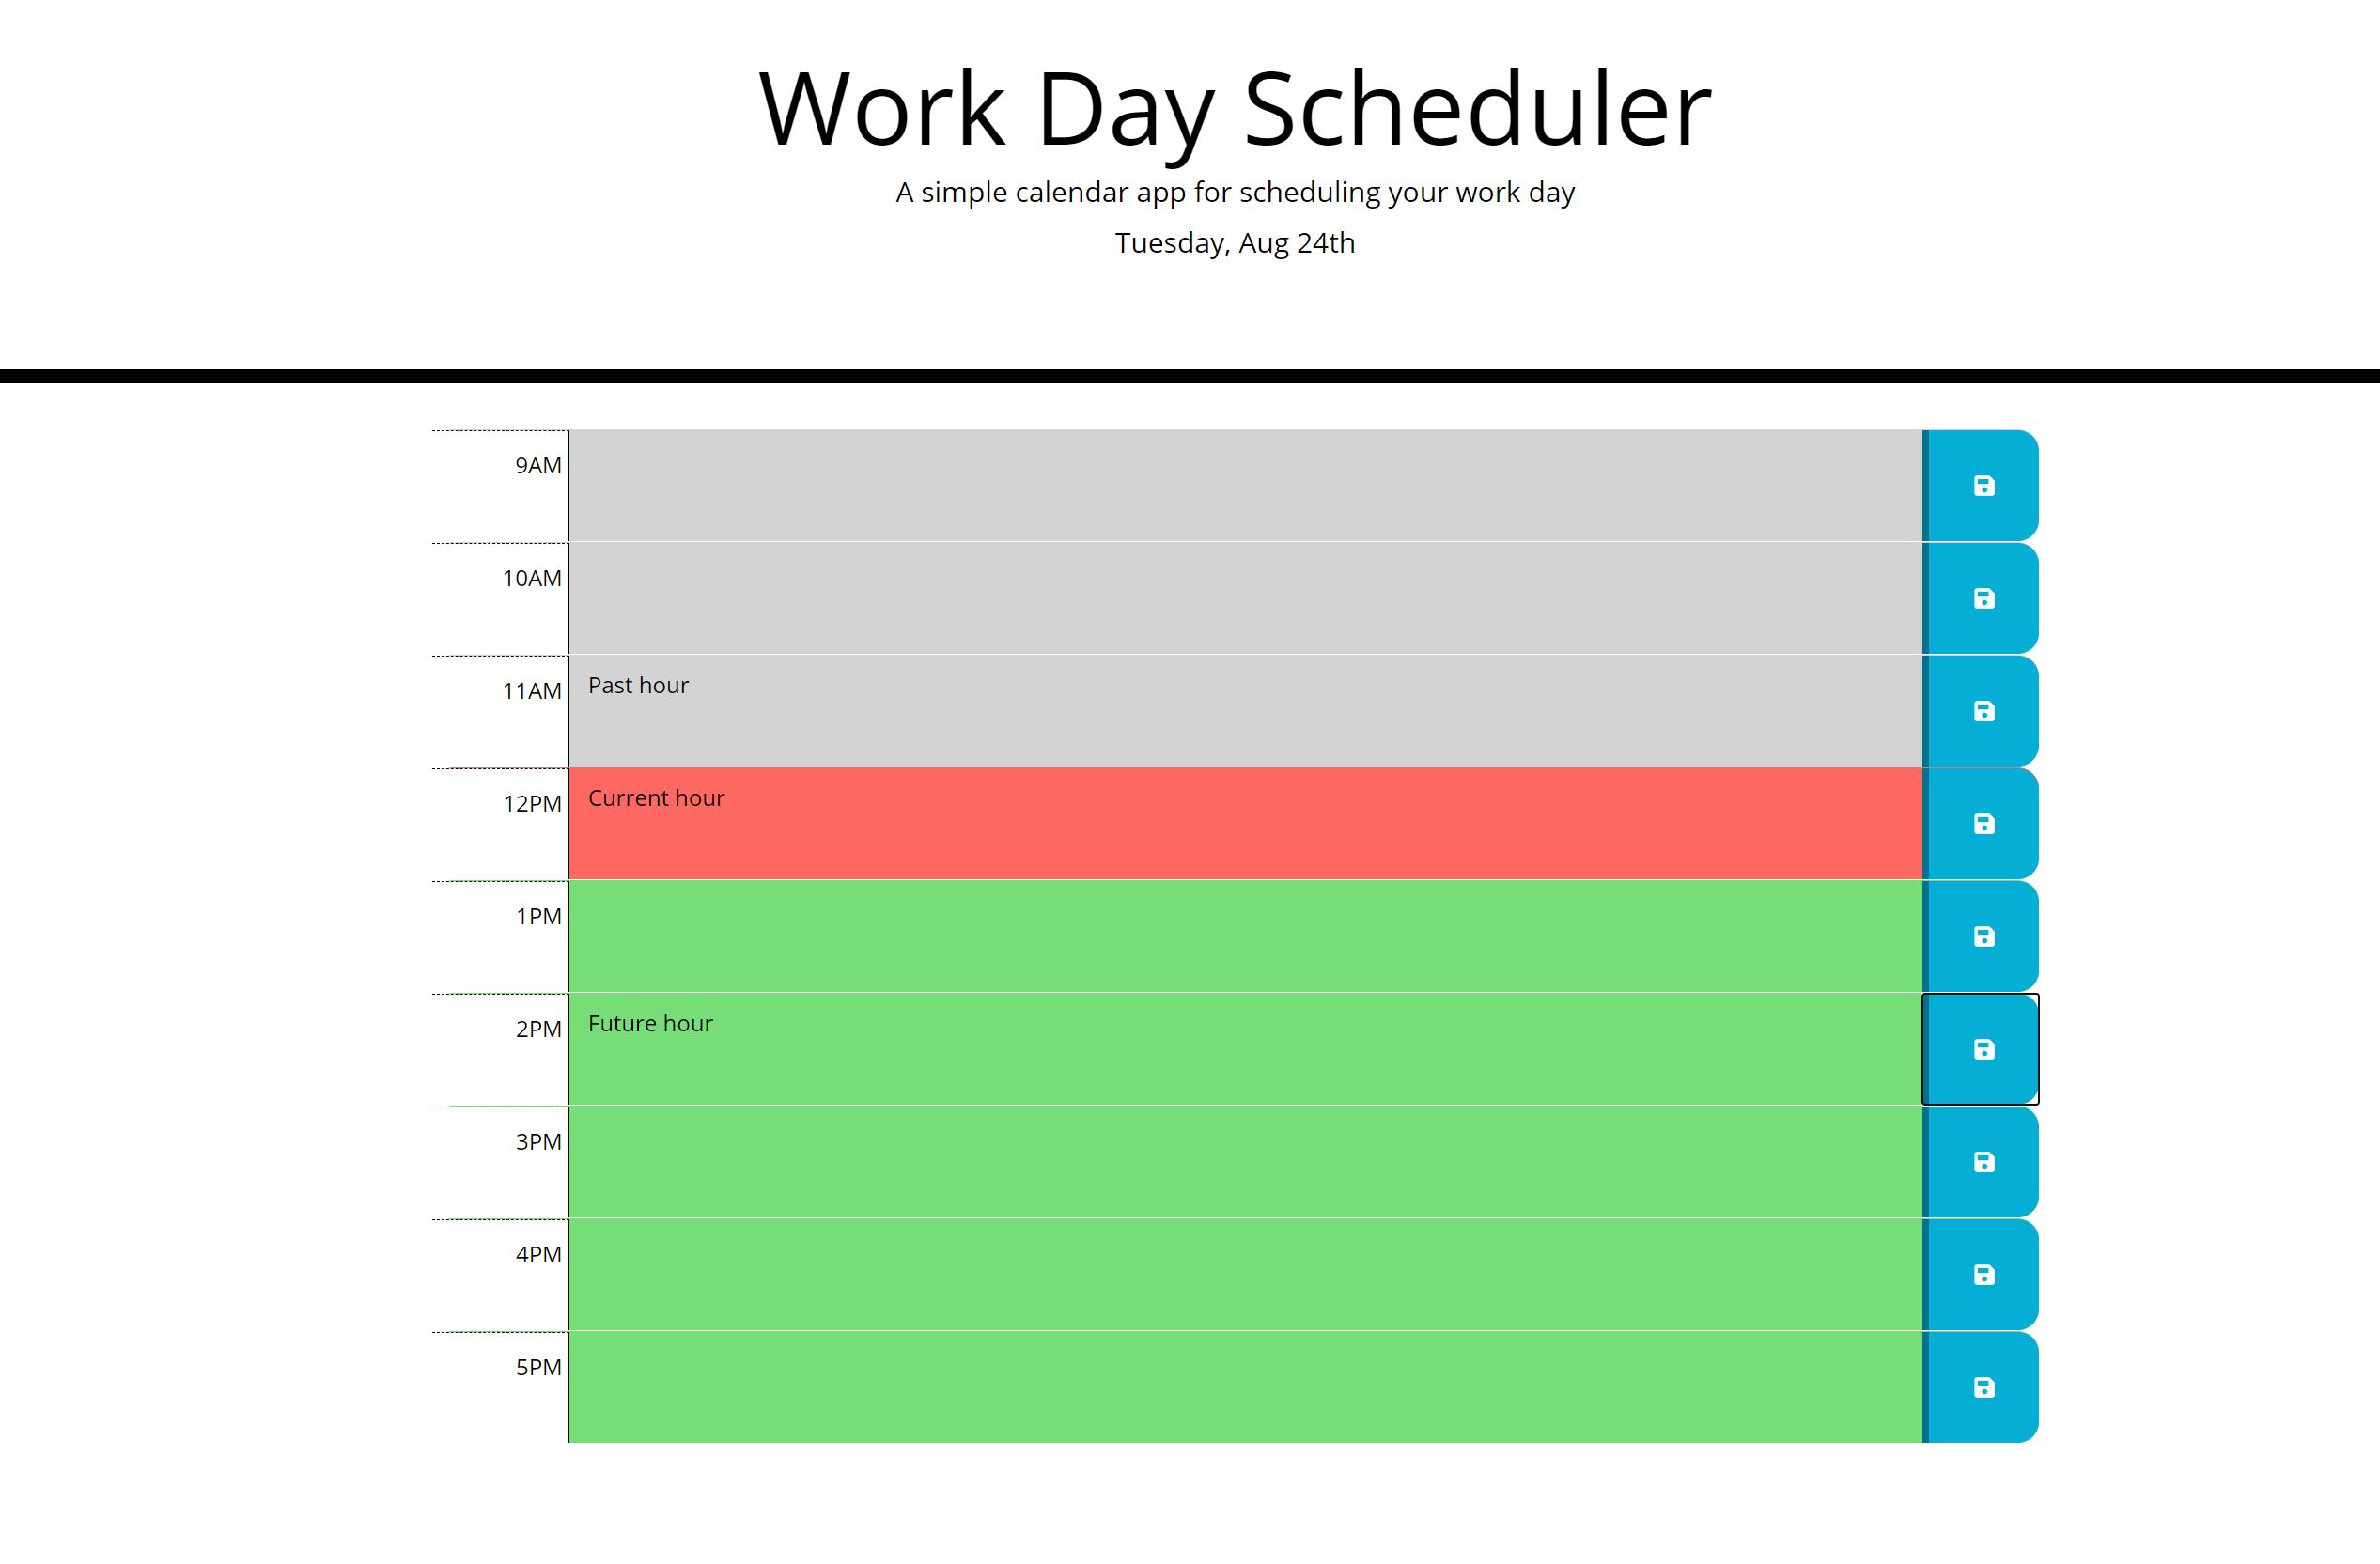 Work Day Scheduler
A simple calendar app for scheduling your work day
Tuesday, Aug 24th
9AM
10AM
11AM Past hour
12PM Current hour
1PM
2PM Future hour
3PM
4PM
5PM